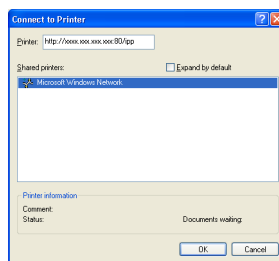 Connect to Printer
Printer: http://xxxx.xxx.xxx.xxx:80/ipp
Shared printers: Expand by default
Microsoft Windows Network
Printer information
Comment:
Status: Documents waiting:
OK Cancel